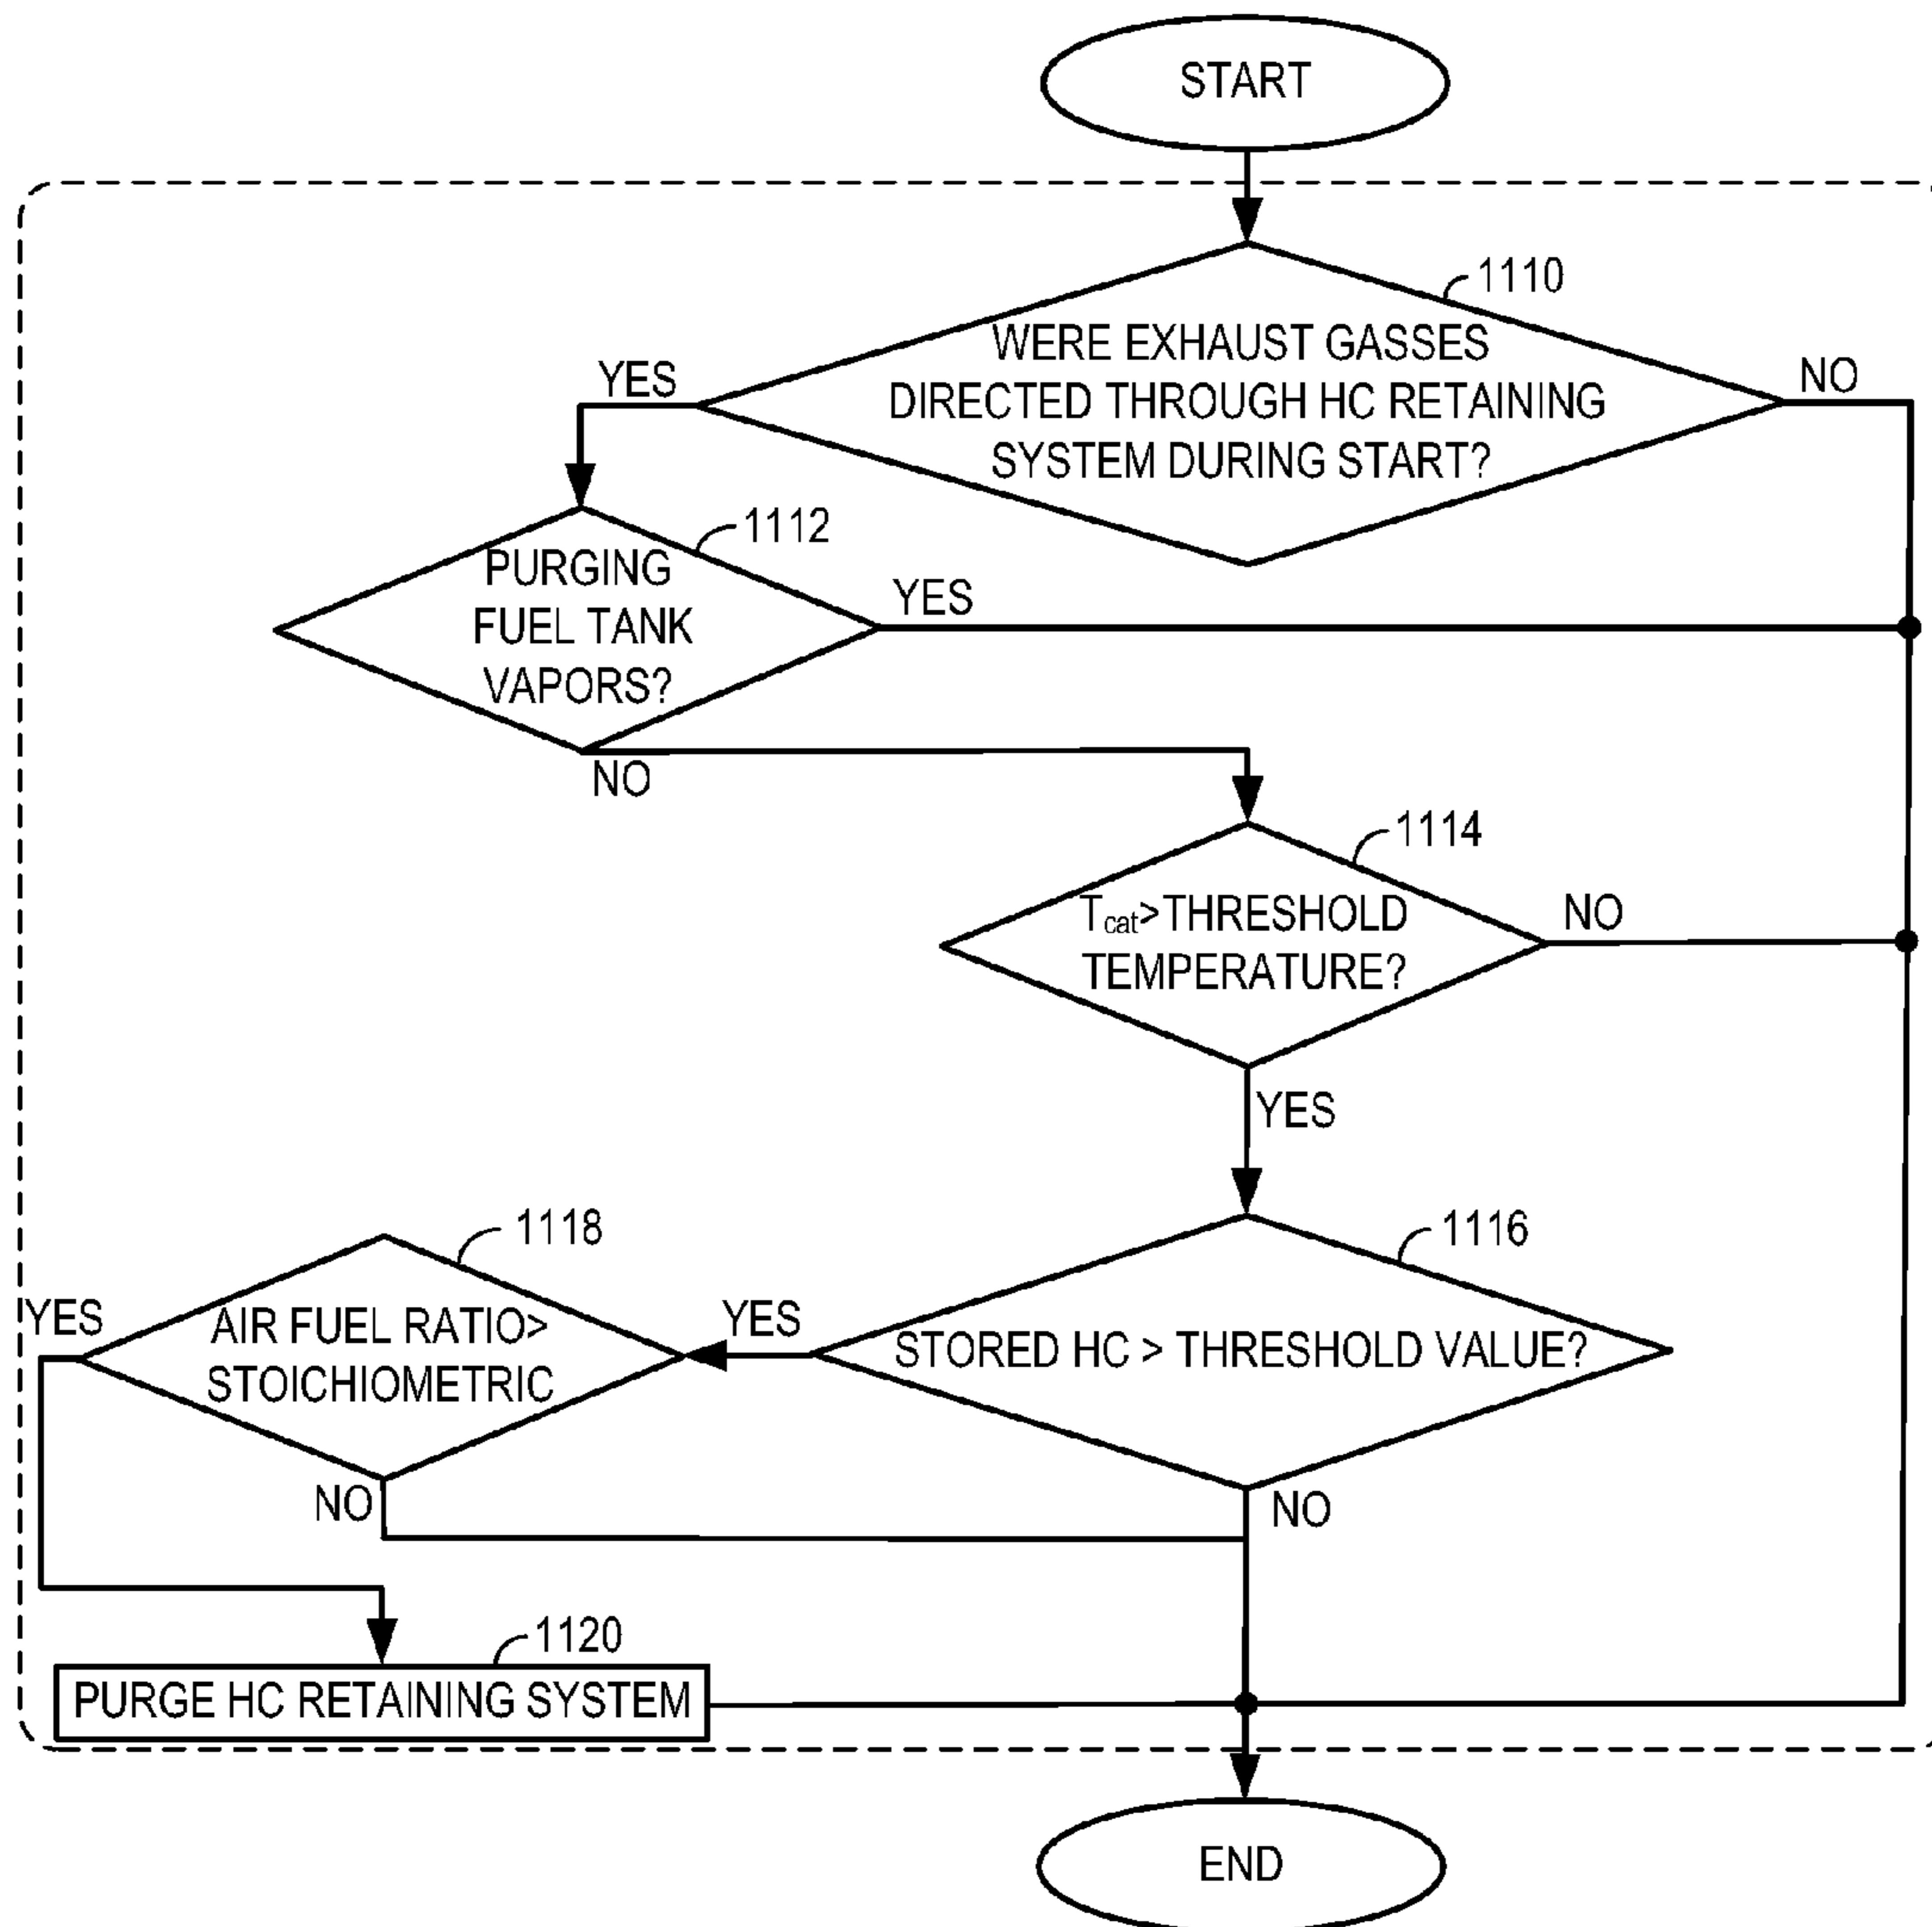 START
1110
WERE EXHAUST GASSES
DIRECTED THROUGH HC RETAINING
SYSTEM DURING START?
YES
NO
1112
PURGING
FUEL TANK
VAPORS?
YES
NO
1114
Tcat>THRESHOLD
TEMPERATURE?
NO
YES
1116
STORED HC > THRESHOLD VALUE?
YES
NO
1118
AIR FUEL RATIO>
STOICHIOMETRIC
YES
NO
1120
PURGE HC RETAINING SYSTEM
END